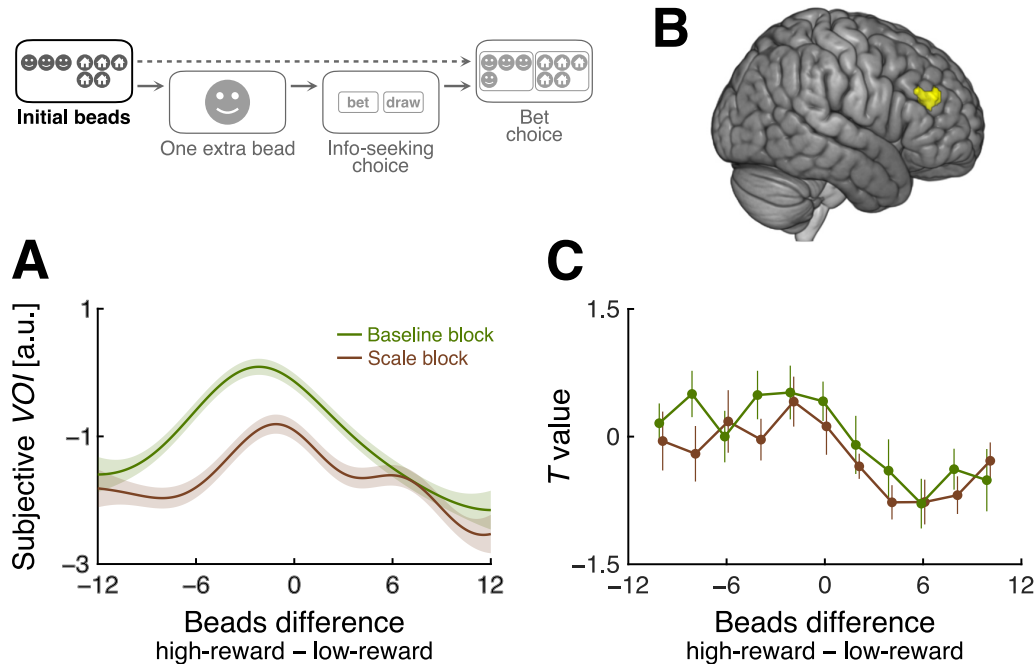 Initial beads
One extra bead
bet
draw
Info-seeking
choice
Bet
choice
B
A
Subjective VOI [a.u.]
1
−1
−3
Baseline block
Scale block
−12
−6
0
6
12
Beads difference
high-reward − low-reward
C
T value
1.5
0
−1.5
−12
−6
0
6
12
Beads difference
high-reward − low-reward